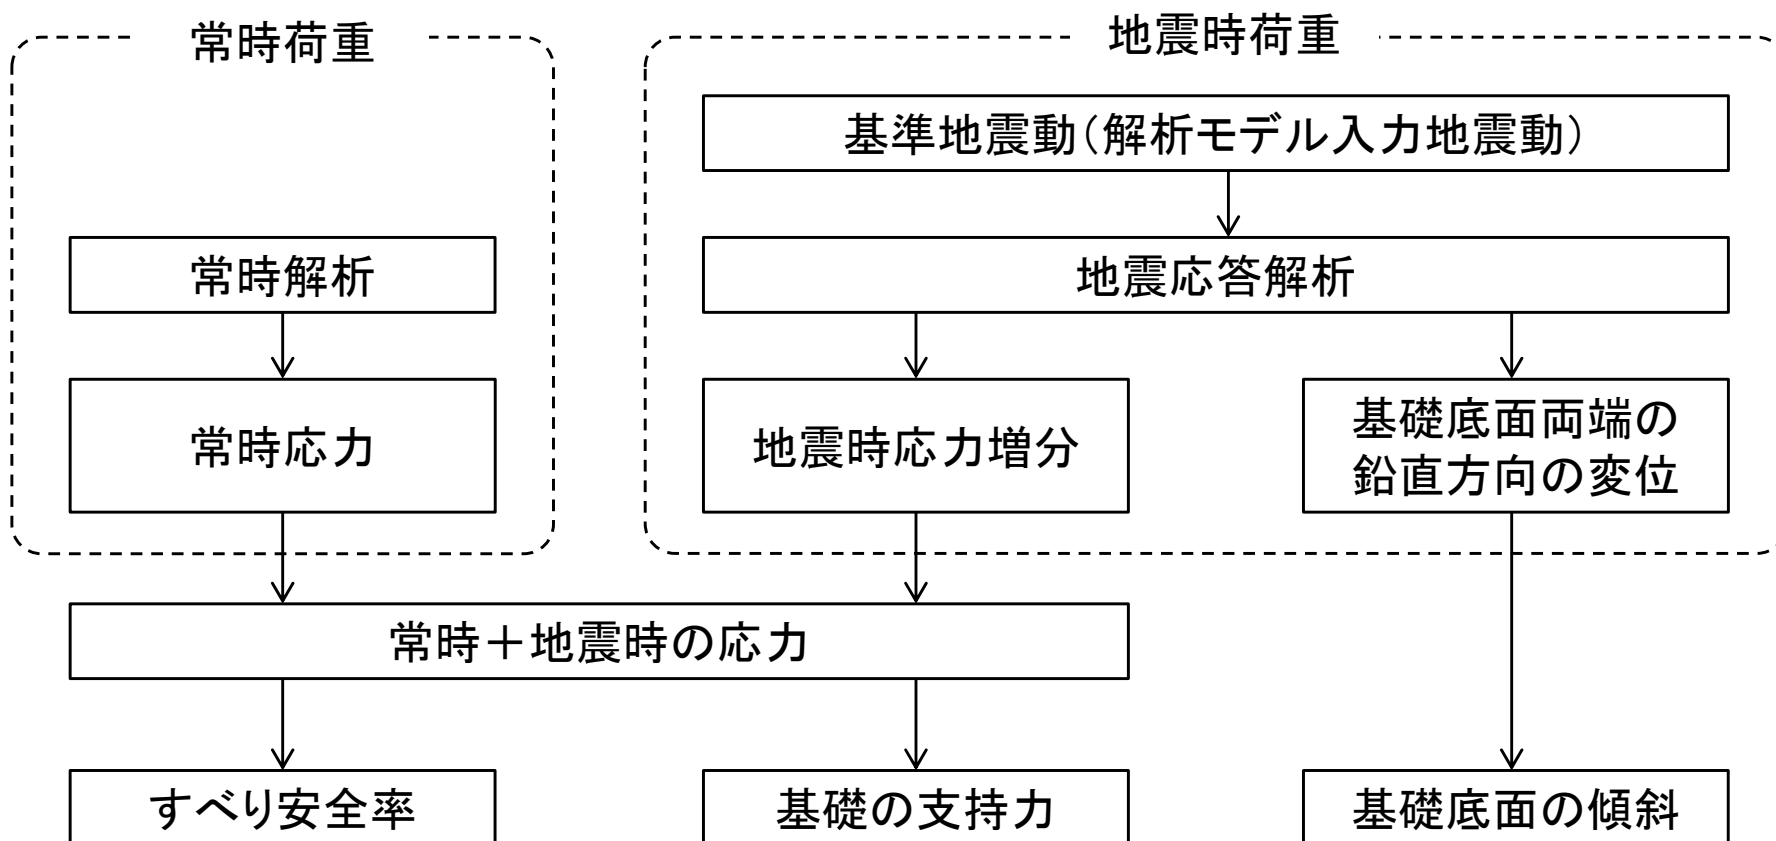 常時荷重
地震時荷重
基準地震動（解析モデル入力地震動）
常時解析
地震応答解析
常時応力
地震時応力増分
基礎底面両端の
鉛直方向の変位
常時＋地震時の応力
すべり安全率
基礎の支持力
基礎底面の傾斜